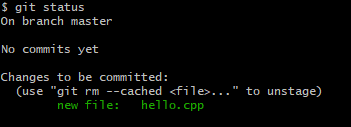 $ git status
On branch master

No commits yet

Changes to be committed:
  (use "git rm --cached <file>..." to unstage)
        new file:   hello.cpp